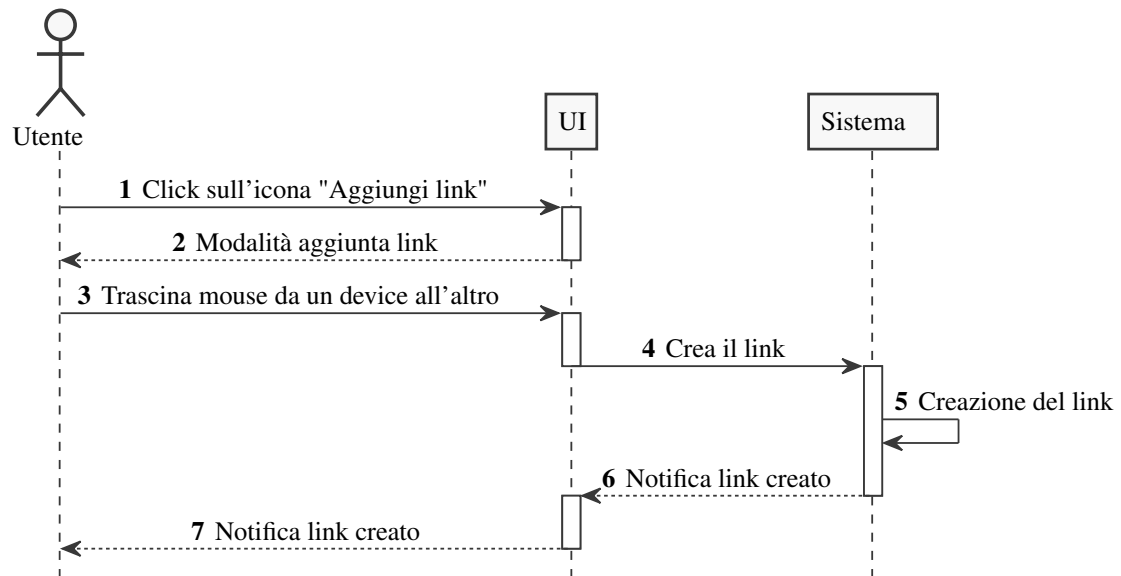 Utente
UI
Sistema
1 Click sull'icona "Aggiungi link"
2 Modalità aggiunta link
3 Trascina mouse da un device all'altro
4 Crea il link
5 Creazione del link
6 Notifica link creato
7 Notifica link creato